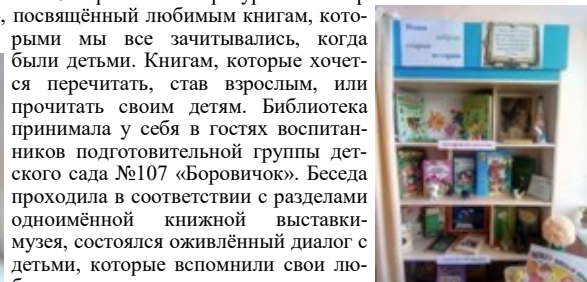 , посвящённый любимым книгам, кото-
рыми мы все зачитывались, когда
были детьми. Книгам, которые хочет-
ся перечитать, став взрослым, или
прочитать своим детям. Библиотека
принимала у себя в гостях воспитан-
ников подготовительной группы дет-
ского сада №107 «Боровичок». Беседа
проходила в соответствии с разделами
одноимённой книжной выставки-
музея, состоялся оживлённый диалог с
детьми, которые вспомнили свои лю-